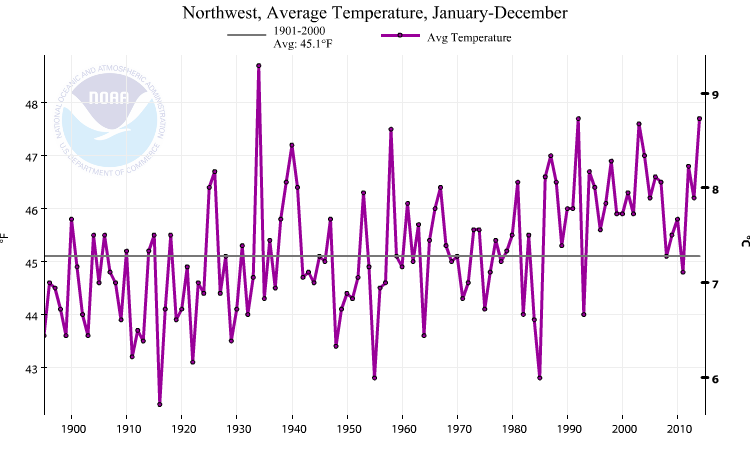 Northwest, Average Temperature, January-December
1901-2000
Avg: 45.1°F
Avg Temperature
NATIONAL OCEANIC AND ATMOSPHERIC ADMINISTRATION
NOAA
U.S. DEPARTMENT OF COMMERCE
48
47
46
45
44
43
°F
9
8
7
6
°C
1900 1910 1920 1930 1940 1950 1960 1970 1980 1990 2000 2010